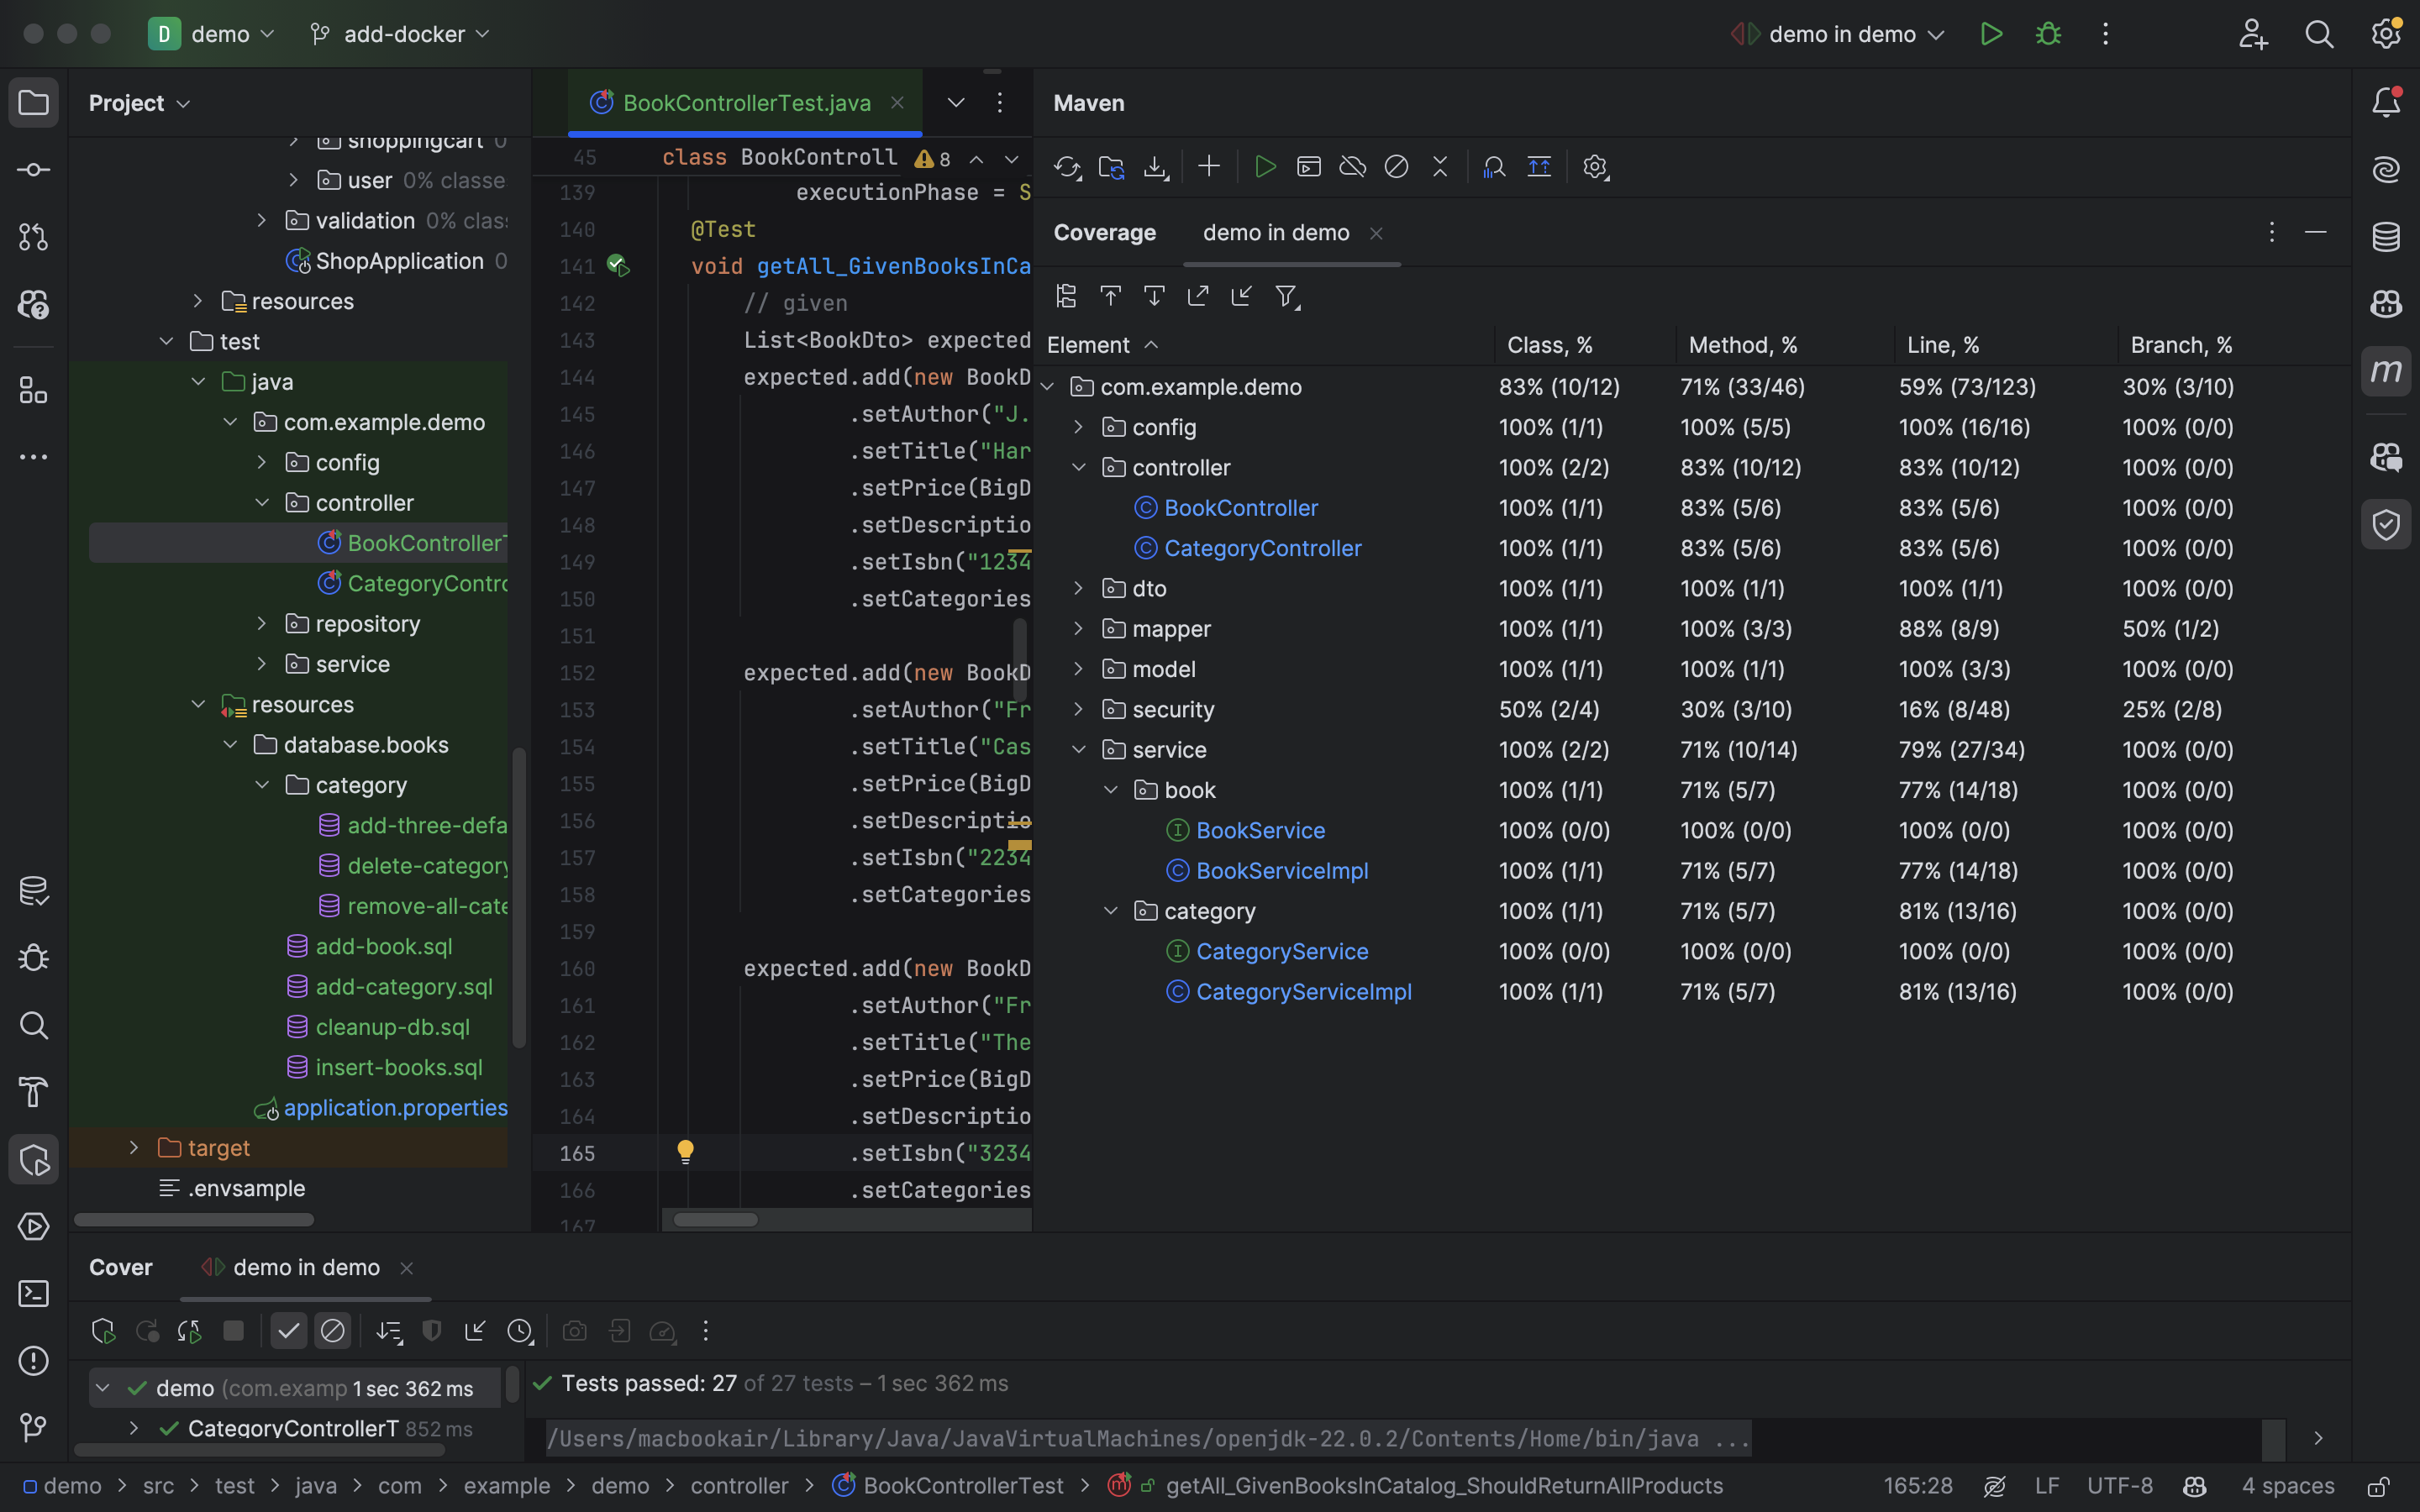 D demo add-docker demo in demo
Project
shoppingcart 0
user 0% classe
validation 0% clas
ShopApplication 0
resources
test
java
com.example.demo
config
controller
BookControllerT
CategoryContro
repository
service
resources
database.books
category
add-three-defa
delete-category
remove-all-cate
add-book.sql
add-category.sql
cleanup-db.sql
insert-books.sql
application.properties
target
.envsample
BookControllerTest.java
45 class BookControll 8
139 executionPhase = S
140 @Test
141 void getAll_GivenBooksInCa
142 // given
143 List<BookDto> expected
144 expected.add(new BookD
145 .setAuthor("J.
146 .setTitle("Har
147 .setPrice(BigD
148 .setDescriptio
149 .setIsbn("1234
150 .setCategories
151
152 expected.add(new BookD
153 .setAuthor("Fr
154 .setTitle("Cas
155 .setPrice(BigD
156 .setDescriptio
157 .setIsbn("2234
158 .setCategories
159
160 expected.add(new BookD
161 .setAuthor("Fr
162 .setTitle("The
163 .setPrice(BigD
164 .setDescriptio
165 .setIsbn("3234
166 .setCategories
167
Maven
Coverage demo in demo
Element Class, % Method, % Line, % Branch, %
com.example.demo 83% (10/12) 71% (33/46) 59% (73/123) 30% (3/10)
config 100% (1/1) 100% (5/5) 100% (16/16) 100% (0/0)
controller 100% (2/2) 83% (10/12) 83% (10/12) 100% (0/0)
BookController 100% (1/1) 83% (5/6) 83% (5/6) 100% (0/0)
CategoryController 100% (1/1) 83% (5/6) 83% (5/6) 100% (0/0)
dto 100% (1/1) 100% (1/1) 100% (1/1) 100% (0/0)
mapper 100% (1/1) 100% (3/3) 88% (8/9) 50% (1/2)
model 100% (1/1) 100% (1/1) 100% (3/3) 100% (0/0)
security 50% (2/4) 30% (3/10) 16% (8/48) 25% (2/8)
service 100% (2/2) 71% (10/14) 79% (27/34) 100% (0/0)
book 100% (1/1) 71% (5/7) 77% (14/18) 100% (0/0)
BookService 100% (0/0) 100% (0/0) 100% (0/0) 100% (0/0)
BookServiceImpl 100% (1/1) 71% (5/7) 77% (14/18) 100% (0/0)
category 100% (1/1) 71% (5/7) 81% (13/16) 100% (0/0)
CategoryService 100% (0/0) 100% (0/0) 100% (0/0) 100% (0/0)
CategoryServiceImpl 100% (1/1) 71% (5/7) 81% (13/16) 100% (0/0)
Cover demo in demo
demo (com.examp 1 sec 362 ms
CategoryControllerT 852 ms
Tests passed: 27 of 27 tests – 1 sec 362 ms
/Users/macbookair/Library/Java/JavaVirtualMachines/openjdk-22.0.2/Contents/Home/bin/java ...
demo > src > test > java > com > example > demo > controller > BookControllerTest > getAll_GivenBooksInCatalog_ShouldReturnAllProducts 165:28 LF UTF-8 4 spaces